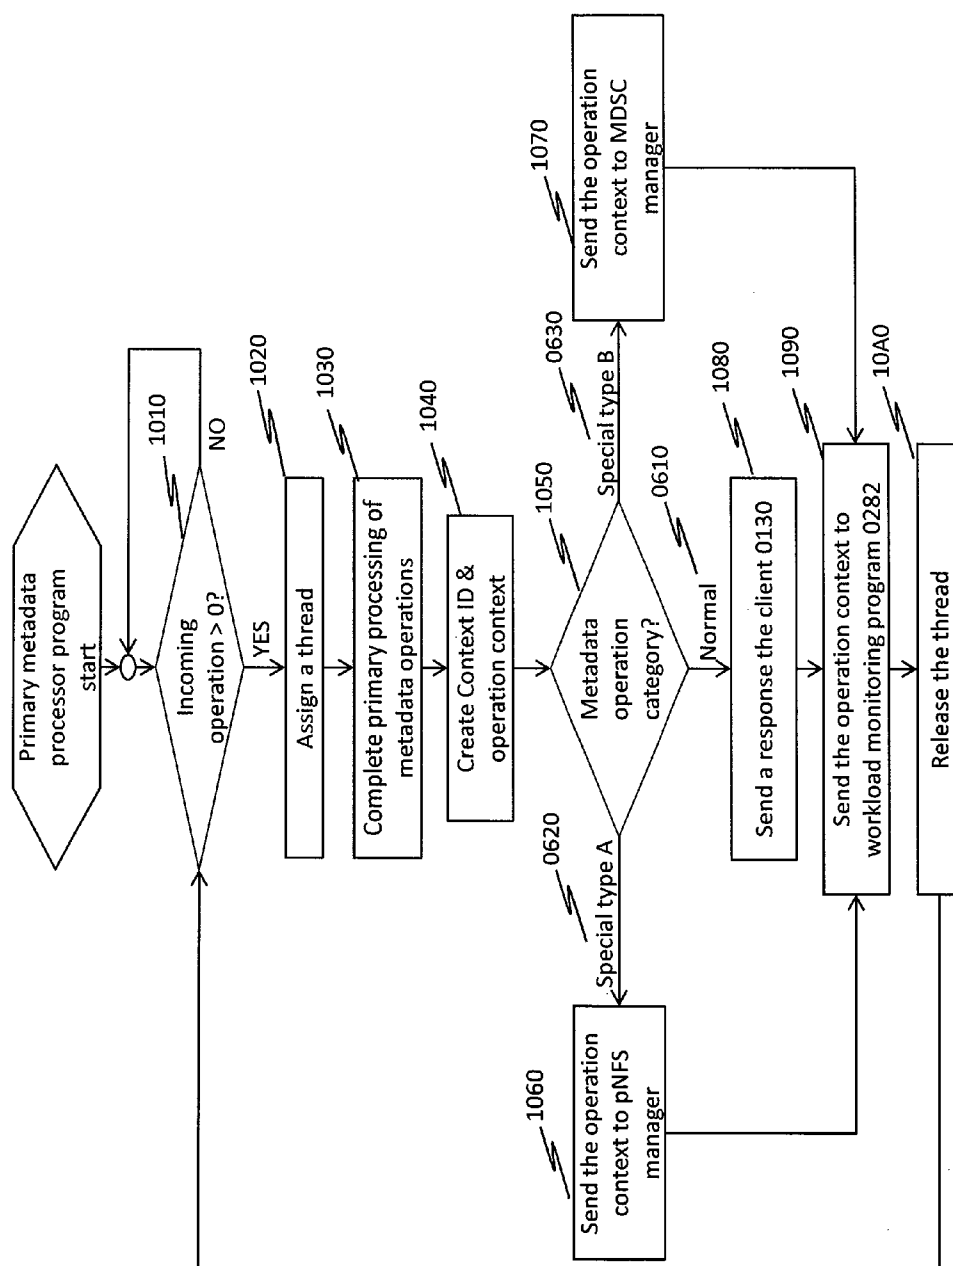 Primary metadata
processor program
start
1010
Incoming
operation > 0?
NO
YES
1020
Assign a thread
1030
Complete primary processing of
metadata operations
1040
Create Context ID &
operation context
1050
Metadata
operation
category?
0620
Special type A
0630
Special type B
0610
Normal
1060
Send the operation
context to pNFS
manager
1070
Send the operation
context to MDSC
manager
1080
Send a response the client 0130
1090
Send the operation context to
workload monitoring program 0282
10A0
Release the thread